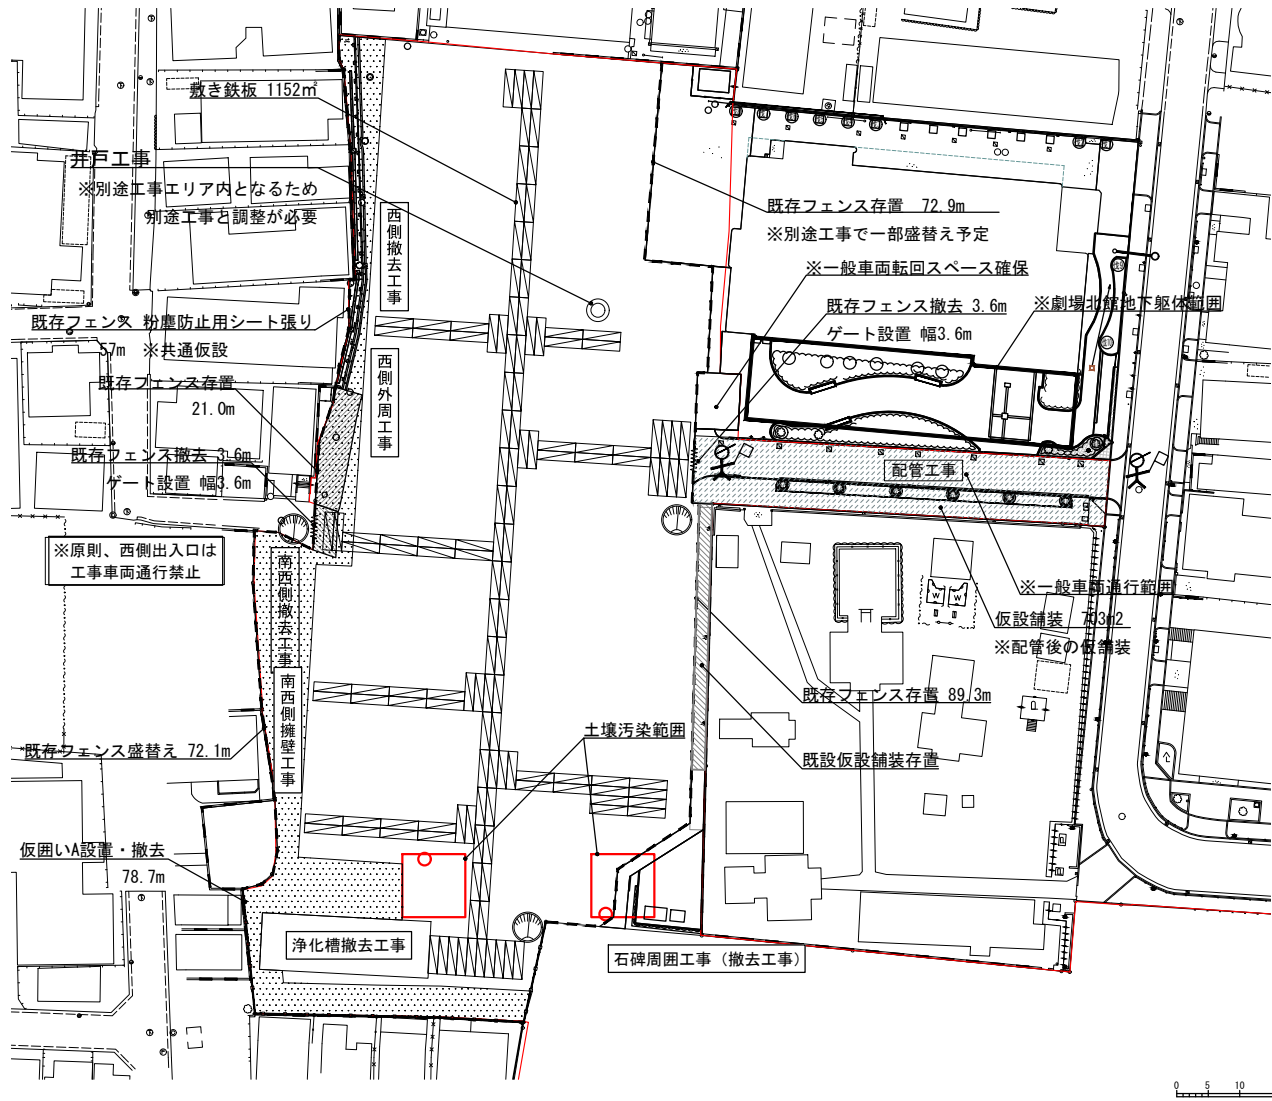 敷き鉄板 1152㎡
井戸工事
※別途工事エリア内となるため
別途工事と調整が必要
西側撤去工事
既存フェンス存置 72.9m
※別途工事で一部盛替え予定
※一般車両転回スペース確保
既存フェンス撤去 3.6m
ゲート設置 幅3.6m
※劇場北館地下躯体範囲
既存フェンス 粉塵防止用シート張り
57m ※共通仮設
西側外周工事
既存フェンス存置
21.0m
既存フェンス撤去 3.6m
ゲート設置 幅3.6m
配管工事
※原則、西側出入口は
工事車両通行禁止
南西側撤去工事
※一般車両通行範囲
仮設舗装 703m2
※配管後の仮舗装
南西側擁壁工事
既存フェンス存置 89.3m
既存フェンス盛替え 72.1m
土壌汚染範囲
既設仮設舗装存置
仮囲いA設置・撤去
78.7m
浄化槽撤去工事
石碑周囲工事（撤去工事）
W W
P
0 5 10